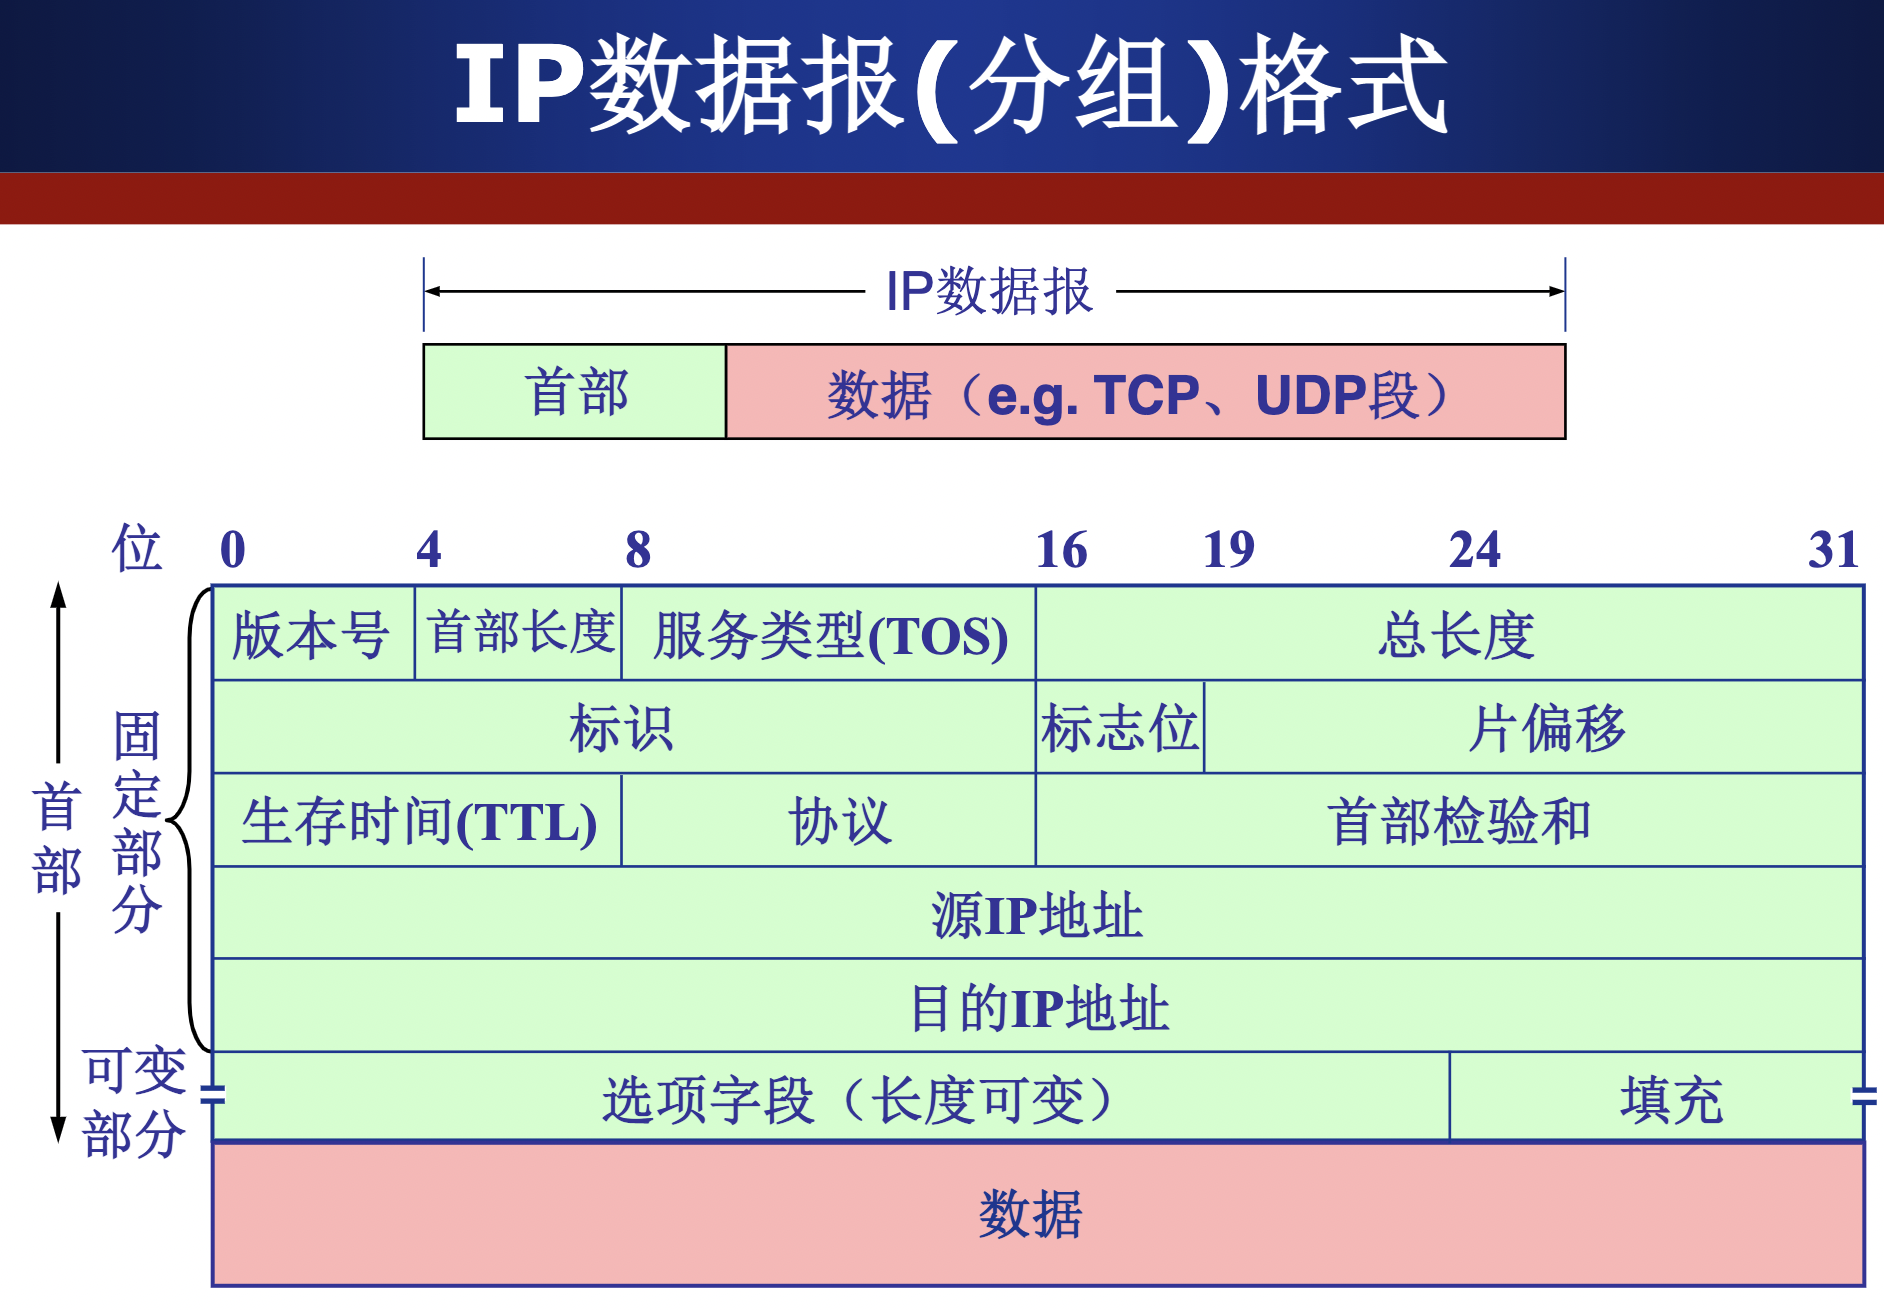 IP数据报(分组)格式
IP数据报
首部 数据（e.g. TCP、UDP段）
位 0 4 8 16 19 24 31
版本号 首部长度 服务类型(TOS) 总长度
标识 标志位 片偏移
生存时间(TTL) 协议 首部检验和
源IP地址
目的IP地址
选项字段（长度可变） 填充
数据
首部
固定部分
可变
部分